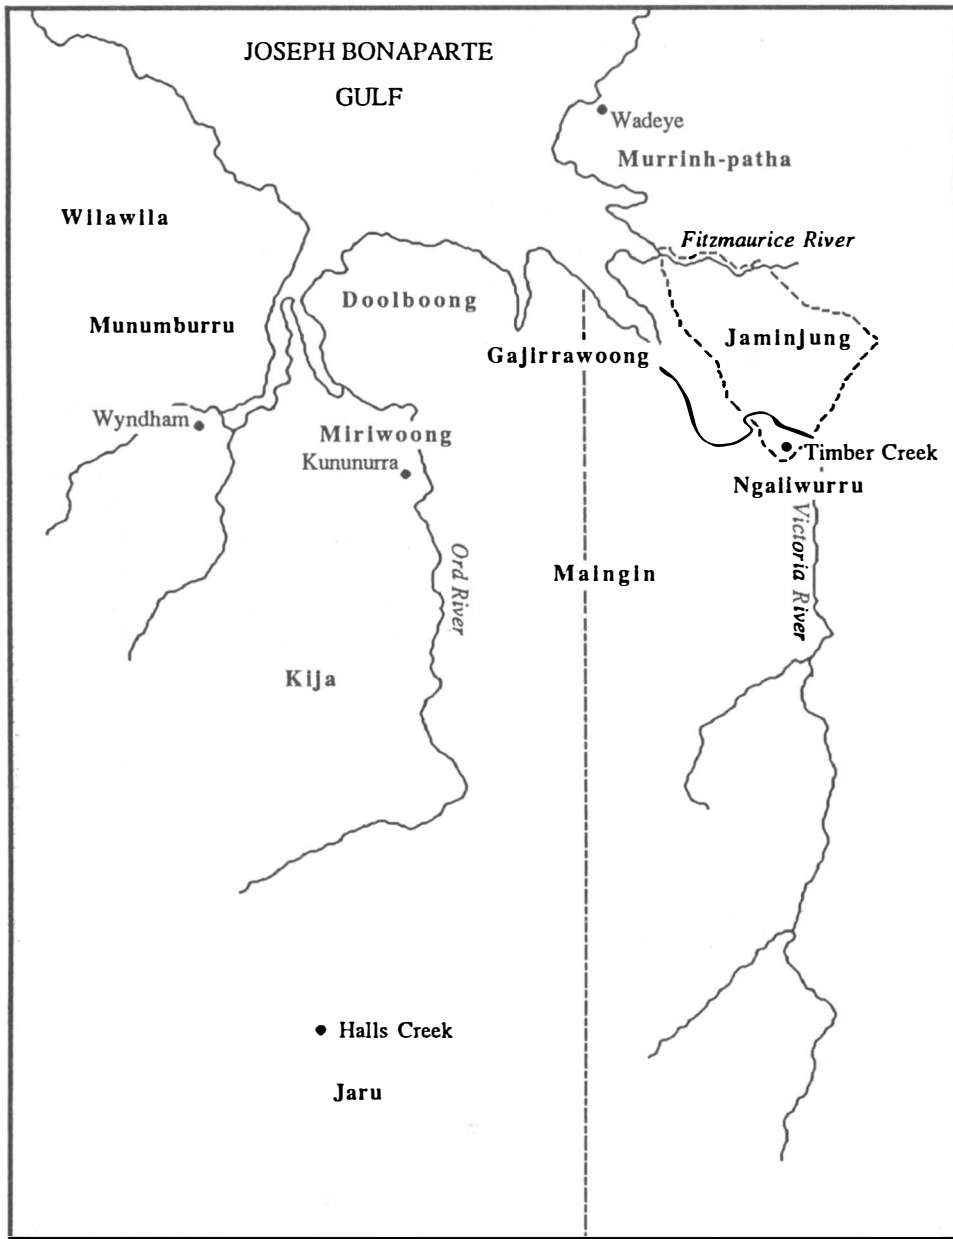 JOSEPH BONAPARTE
GULF
Wadeye
Murrinh-patha
Wilawila
Fitzmaurice River
Doolboong
Munumburru
Jaminjung
Gajirrawoong
Wyndham
Miriwoong
Kununurra
Timber Creek
Ngaliwurru
Victoria River
Ord River
Maingin
Kija
Halls Creek
Jaru